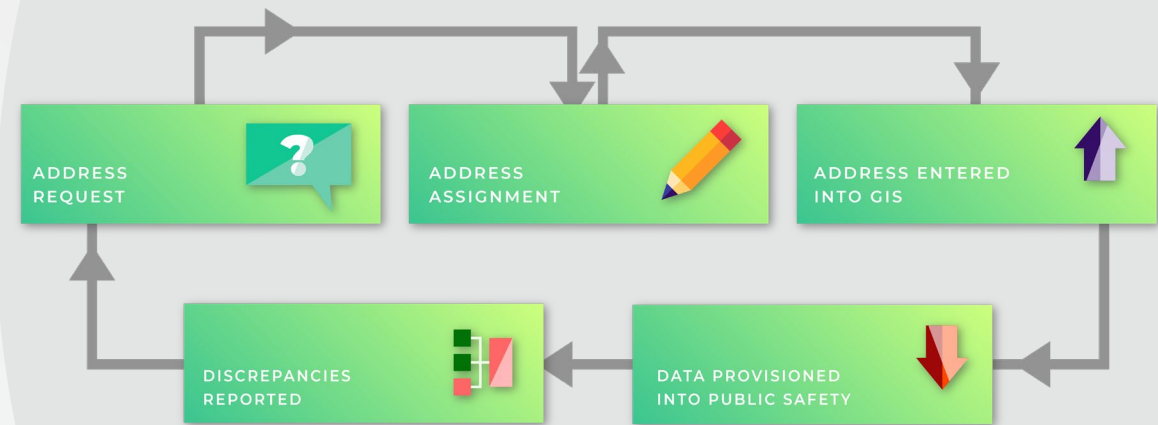 ADDRESS
REQUEST
?
ADDRESS
ASSIGNMENT
ADDRESS ENTERED
INTO GIS
DISCREPANCIES
REPORTED
DATA PROVISIONED
INTO PUBLIC SAFETY